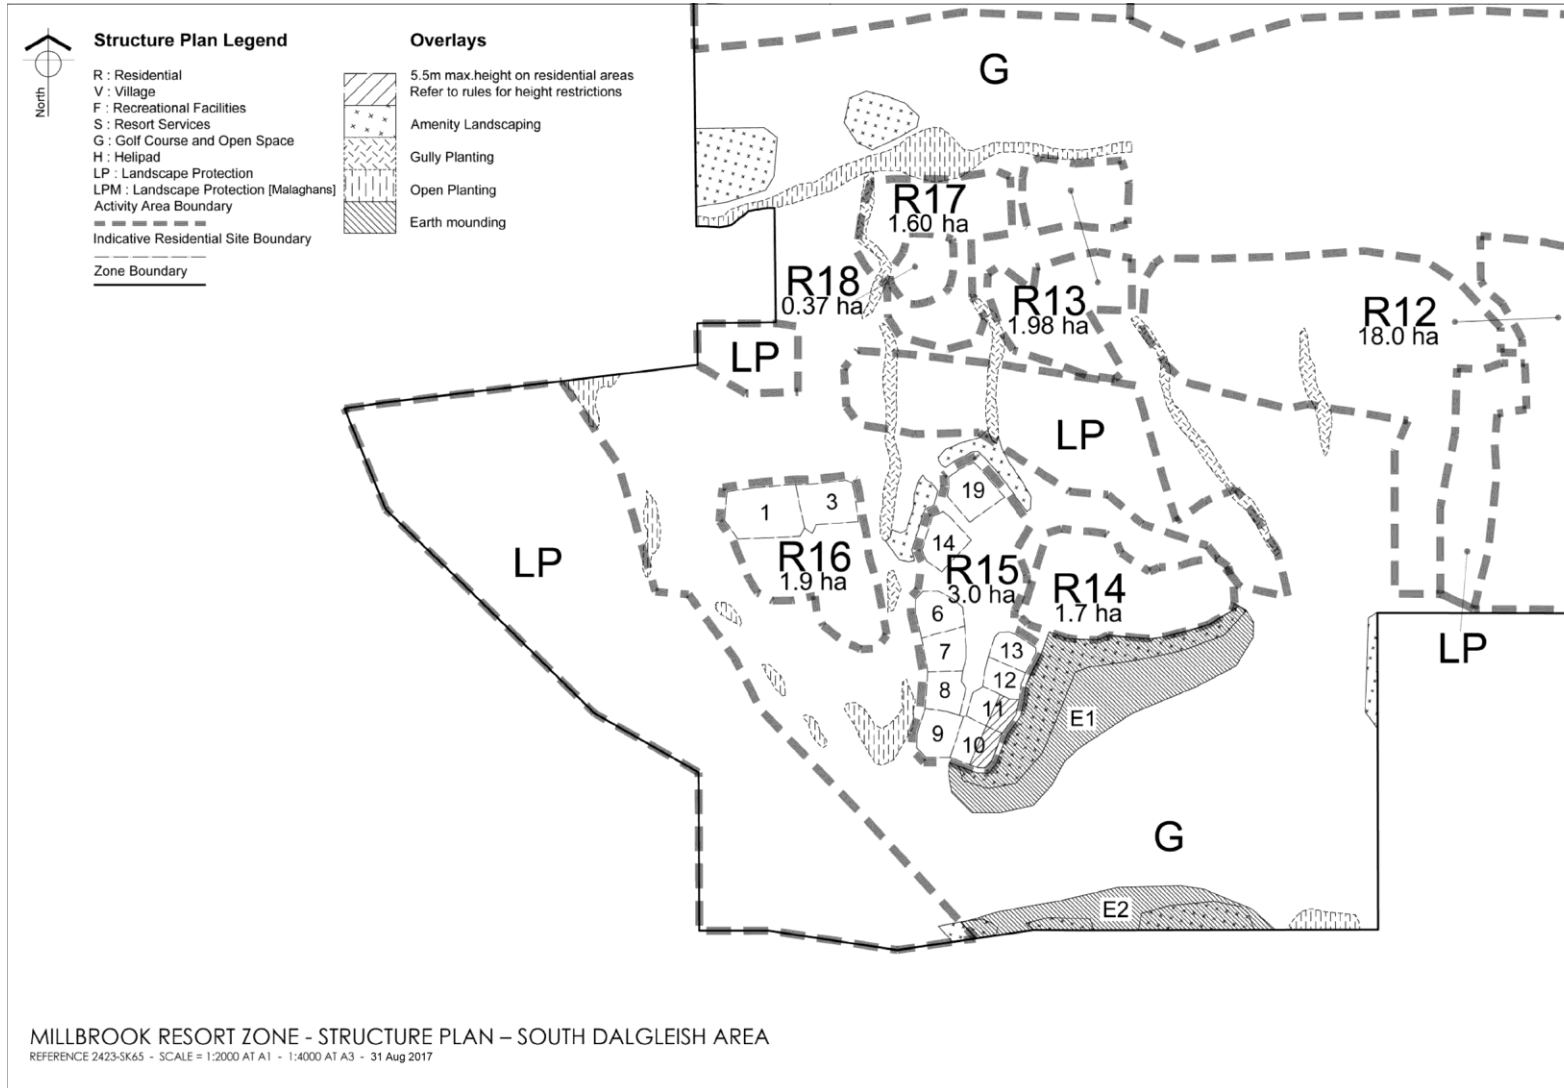 North
Structure Plan Legend
R : Residential
V : Village
F : Recreational Facilities
S : Resort Services
G : Golf Course and Open Space
H : Helipad
LP : Landscape Protection
LPM : Landscape Protection [Malaghans]
Activity Area Boundary
Indicative Residential Site Boundary
Zone Boundary
Overlays
5.5m max.height on residential areas
Refer to rules for height restrictions
Amenity Landscaping
Gully Planting
Open Planting
Earth mounding
G
R17
1.60 ha
R18
0.37 ha
R13
1.98 ha
R12
18.0 ha
LP
LP
19
1
3
14
LP
R16
1.9 ha
R15
3.0 ha
R14
1.7 ha
6
7
8
9
13
12
11
10
LP
E1
G
E2
MILLBROOK RESORT ZONE - STRUCTURE PLAN – SOUTH DALGLEISH AREA
REFERENCE 2423-SK65 - SCALE = 1:2000 AT A1 - 1:4000 AT A3 - 31 Aug 2017